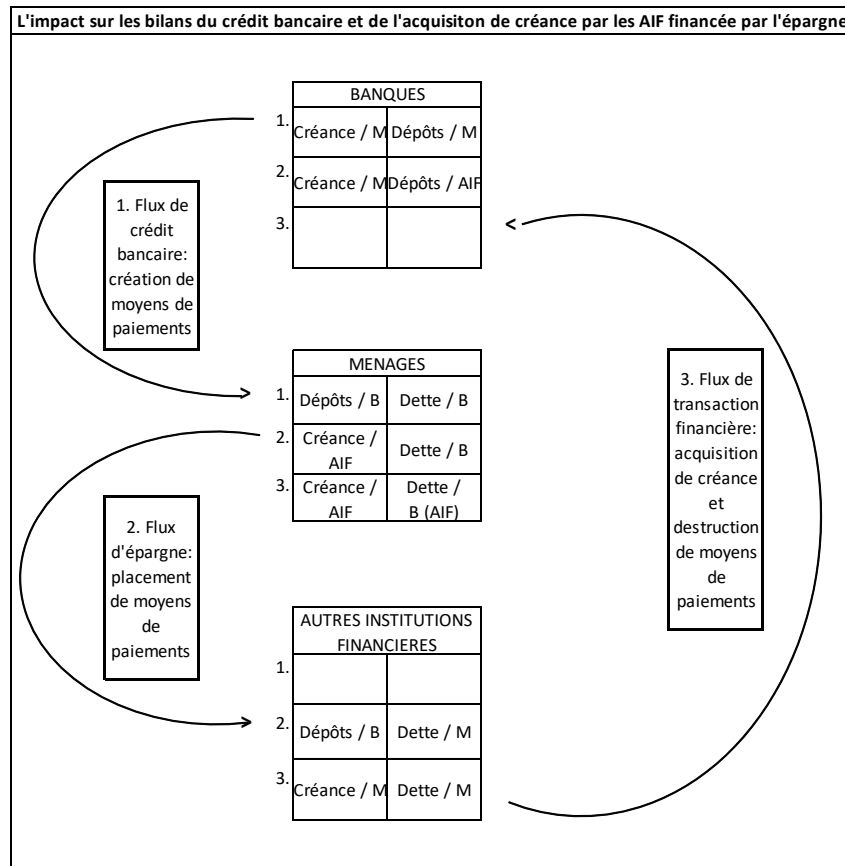 L'impact sur les bilans du crédit bancaire et de l'acquisiton de créance par les AIF financée par l'épargne
BANQUES
1. Créance / M Dépôts / M
2. Créance / M Dépôts / AIF
3.
1. Flux de
crédit
bancaire:
création de
moyens de
paiements
MENAGES
1. Dépôts / B Dette / B
2. Créance /
AIF
Dette / B
3. Créance /
AIF
Dette /
B (AIF)
2. Flux
d'épargne:
placement
de moyens
de
paiements
3. Flux de
transaction
financière:
acquisition
de créance
et
destruction
de moyens
de
paiements
AUTRES INSTITUTIONS
FINANCIERES
1.
2. Dépôts / B Dette / M
3. Créance / M Dette / M